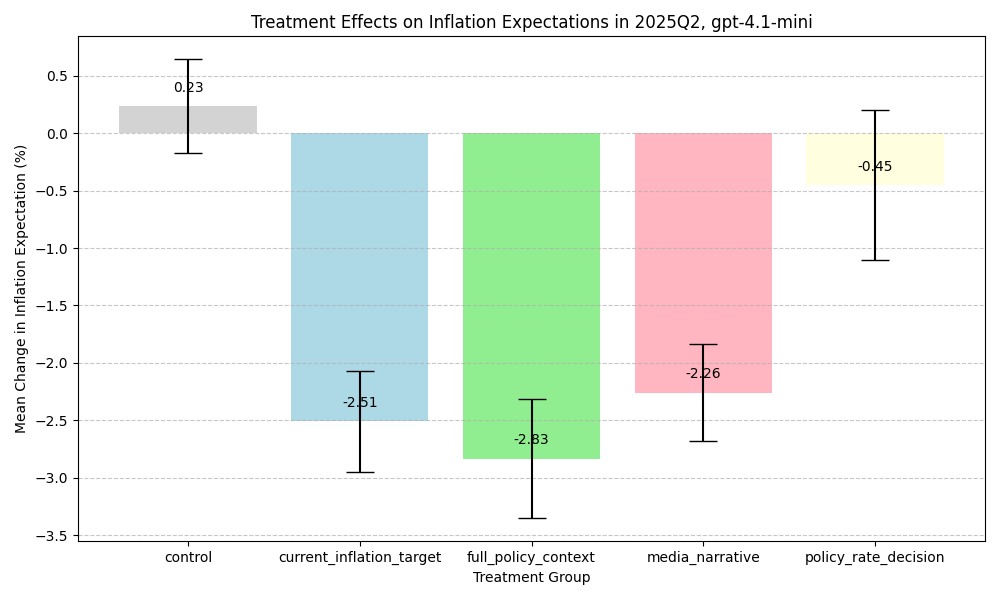 Treatment Effects on Inflation Expectations in 2025Q2, gpt-4.1-mini
Mean Change in Inflation Expectation (%)
0.5
0.0
−0.5
−1.0
−1.5
−2.0
−2.5
−3.0
−3.5
0.23
-2.51
-2.83
-2.26
-0.45
control
current_inflation_target
full_policy_context
media_narrative
policy_rate_decision
Treatment Group